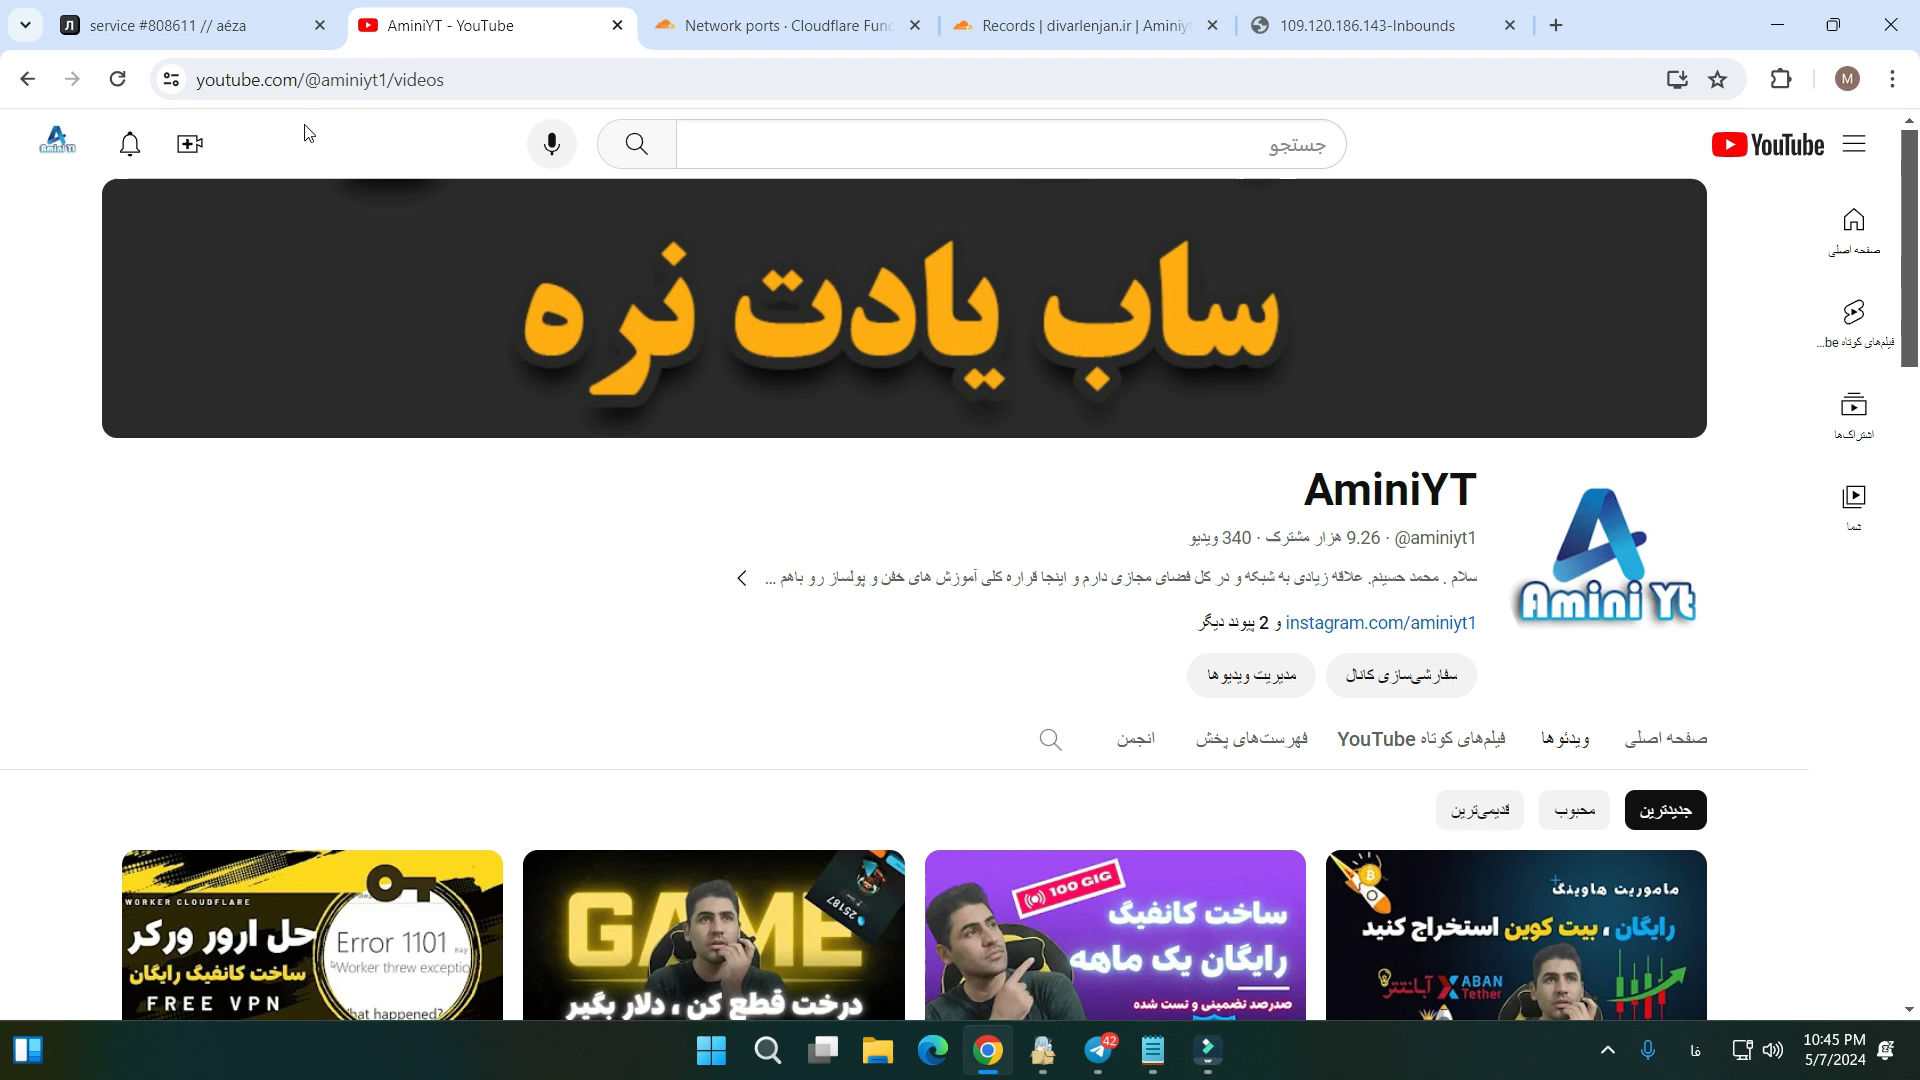 service #808611 // aéza
AminiYT - YouTube
Network ports · Cloudflare Fun
Records | divarlenjan.ir | Aminiy
109.120.186.143-Inbounds
youtube.com/@aminiyt1/videos
M
Amini Yt
جستجو
YouTube
صفحه اصلی
فیلم‌های کوتاه be...
اشتراک‌ها
شما
ساب یادت نره
AminiYT
@aminiyt1 · 9.26 هزار مشترک · 340 ویدیو
سلام . محمد حسینم. علاقه زیادی به شبکه و در کل فضای مجازی دارم و اینجا قراره کلی آموزش های خفن و پولساز رو باهم ...
instagram.com/aminiyt1 و 2 پیوند دیگر
Amini Yt
سفارشی‌سازی کانال
مدیریت ویدیوها
صفحه اصلی
ویدئوها
فیلم‌های کوتاه YouTube
فهرست‌های پخش
انجمن
جدیدترین
محبوب
قدیمی‌ترین
ماموریت هاوینگ
رایگان ، بیت کوین استخراج کنید
آبانتتر
ABAN
Tether
100 GIG
ساخت کانفیگ
رایگان یک ماهه
صدرصد تضمینی و تست شده
25187
GAME
درخت قطع کن ، دلار بگیر
WORKER CLOUDFLARE
حل ارور ورکر
ساخت کانفیگ رایگان
FREE VPN
Error 1101
Worker threw exceptio
hat happened?
42
فا
10:45 PM
5/7/2024